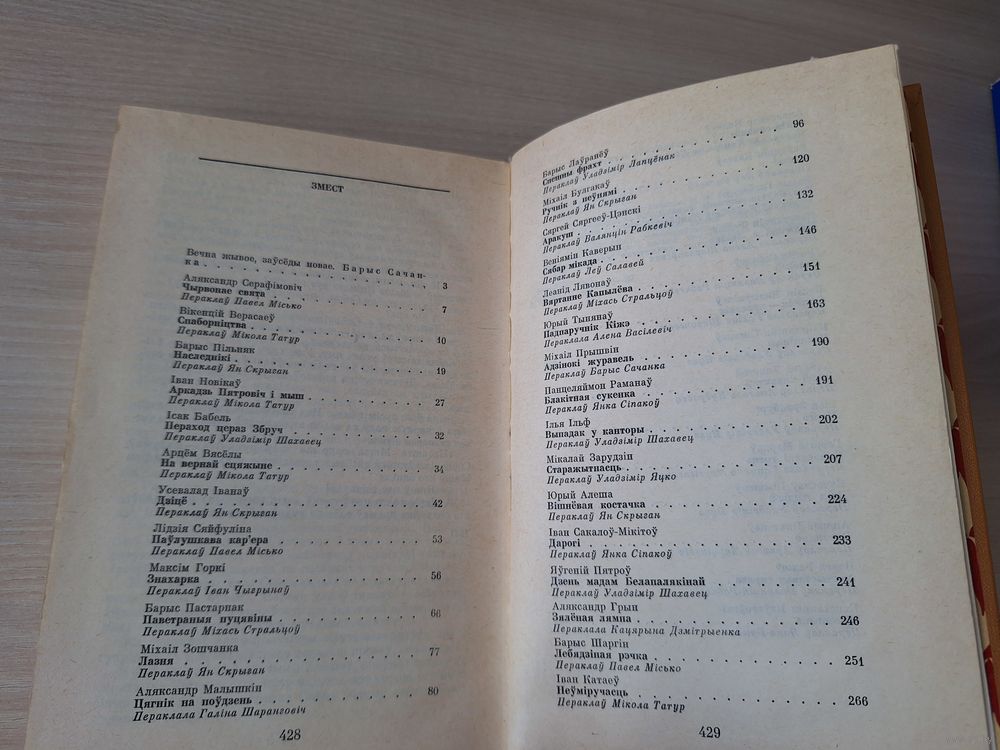 ЗМЕСТ
Вечна жывое, заўсёды новае. Барыс Сачан-
ка . . . . . . . . . . . . . . . . 3
Аляксандр Серафімовіч
Чырвонае свята . . . . . . . . . . . 7
Пераклаў Павел Місько
Вікенцій Верасаеў
Спаборніцтва . . . . . . . . . . . . 10
Пераклаў Мікола Татур
Барыс Пільняк
Наследнікі . . . . . . . . . . . . . 19
Пераклаў Ян Скрыган
Іван Новікаў
Аркадзь Пятровіч і мыш . . . . . . . 27
Пераклаў Мікола Татур
Ісак Бабель
Пераход цераз Збруч . . . . . . . . 32
Пераклаў Уладзімір Шахавец
Арцём Вясёлы
На вернай сцяжыне . . . . . . . . . 34
Пераклаў Мікола Татур
Усевалад Іванаў
Дзіцё . . . . . . . . . . . . . . . 42
Пераклаў Ян Скрыган
Лідзія Сяйфуліна
Паўлушкава кар'ера . . . . . . . . . 53
Пераклаў Павел Місько
Максім Горкі
Знахарка . . . . . . . . . . . . . . 56
Пераклаў Іван Чыгрынаў
Барыс Пастарнак
Паветраныя пуцявіны . . . . . . . . 66
Пераклаў Міхась Стральцоў
Міхаіл Зошчанка
Лазня . . . . . . . . . . . . . . . 77
Пераклаў Ян Скрыган
Аляксандр Малышкін
Цягнік на поўдзень . . . . . . . . . 80
Пераклала Галіна Шаранговіч
428
Барыс Лаўранёў
Спешны фрахт . . . . . . . . . . . . 96
Пераклаў Уладзімір Лапцёнак
Міхаіл Булгакаў
Ручнік з пеўнямі . . . . . . . . . . 120
Пераклаў Ян Скрыган
Сяргей Сяргееў-Цэнскі
Аракуш . . . . . . . . . . . . . . . 132
Пераклаў Валянцін Рабкевіч
Веніямін Каверын
Сябар мікада . . . . . . . . . . . . 146
Пераклаў Леў Салавей
Леанід Лявонаў
Вяртанне Капылёва . . . . . . . . . 151
Пераклаў Міхась Стральцоў
Юрый Тынянаў
Падпаручнік Кіжэ . . . . . . . . . . 163
Пераклала Алена Васілевіч
Міхаіл Прышвін
Адзінокі журавель . . . . . . . . . 190
Пераклаў Барыс Сачанка
Панцеляймон Раманаў
Блакітная сукенка . . . . . . . . . 191
Пераклаў Янка Сіпакоў
Ілья Ільф
Выпадак у канторы . . . . . . . . . 202
Пераклаў Уладзімір Шахавец
Мікалай Зарудзін
Старажытнасць . . . . . . . . . . . 207
Пераклаў Уладзімір Яцко
Юрый Алеша
Вішнёвая костачка . . . . . . . . . 224
Пераклаў Ян Скрыган
Іван Сакалоў-Мікітоў
Дарогі . . . . . . . . . . . . . . . 233
Пераклаў Янка Сіпакоў
Яўгеній Пятроў
Дзень мадам Белапалякінай . . . . . 241
Пераклаў Уладзімір Шахавец
Аляксандр Грын
Зялёная лямпа . . . . . . . . . . . 246
Пераклала Кацярына Дзмітрыенка
Барыс Шаргін
Лебядзіная рэчка . . . . . . . . . . 251
Пераклаў Павел Місько
Іван Катаеў
Неўміручасць . . . . . . . . . . . . 266
Пераклаў Мікола Татур
429